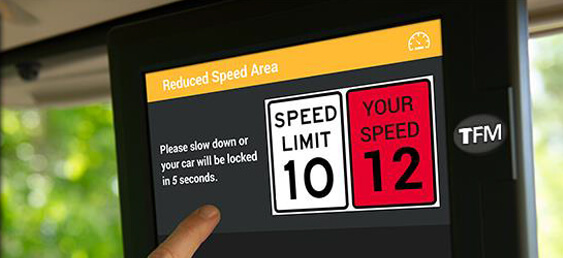 Reduced Speed Area
Please slow down or
your car will be locked
in 5 seconds.
SPEED
LIMIT
10
YOUR
SPEED
12
TFM